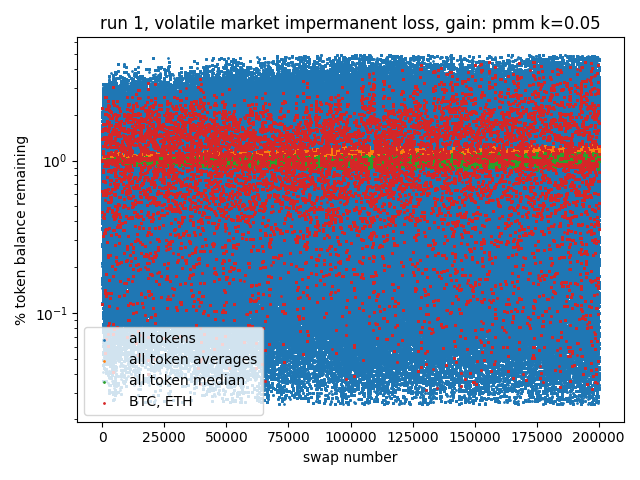 run 1, volatile market impermanent loss, gain: pmm k=0.05
% token balance remaining
10⁰
10⁻¹
all tokens
all token averages
all token median
BTC, ETH
0 25000 50000 75000 100000 125000 150000 175000 200000
swap number